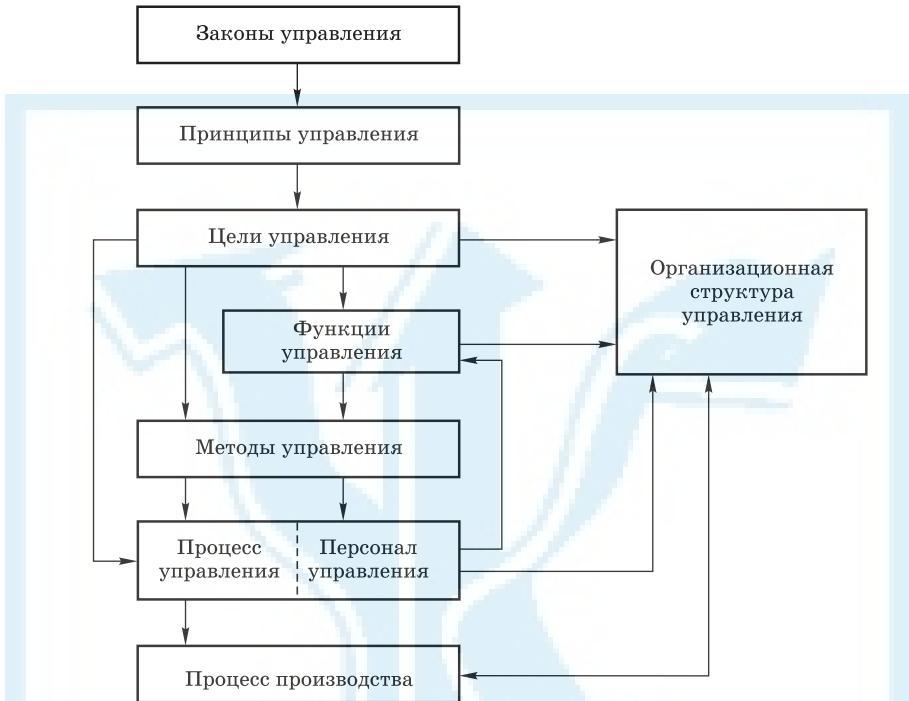 Законы управления
Принципы управления
Цели управления
Организационная
структура
управления
Функции
управления
Методы управления
Процесс
управления
Персонал
управления
Процесс производства